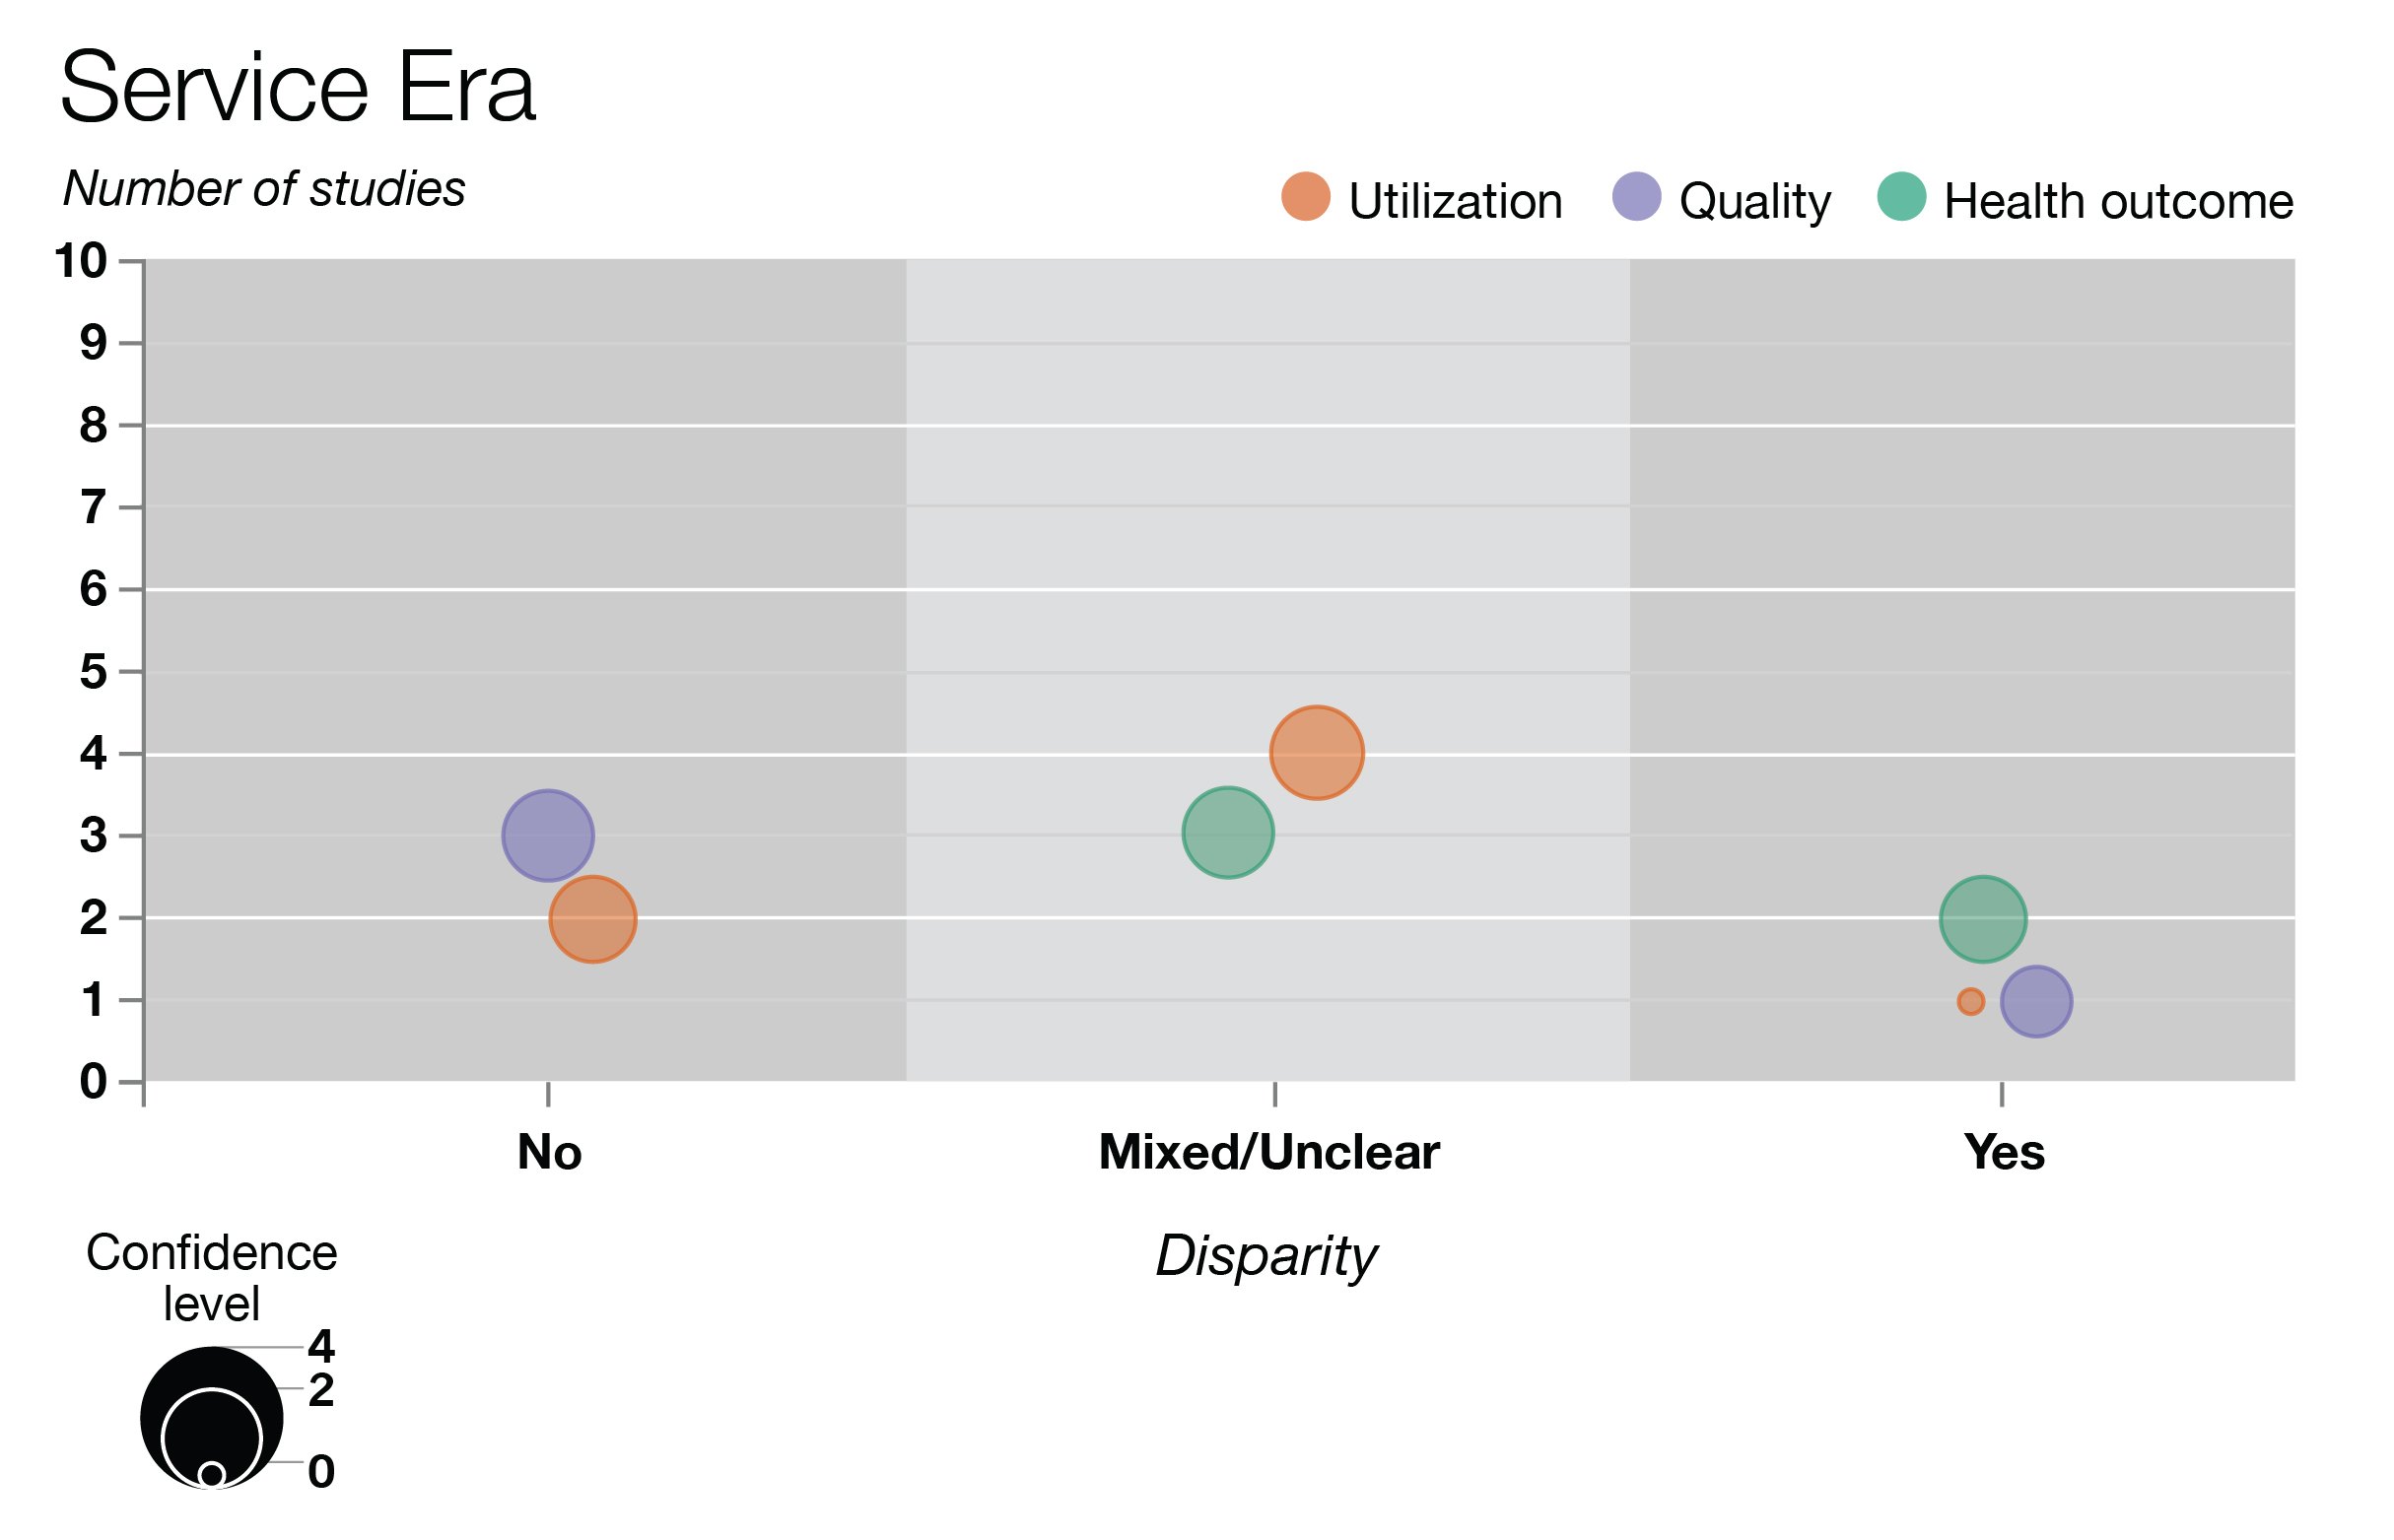 Service Era
Number of studies
Utilization Quality Health outcome
10
9
8
7
6
5
4
3
2
1
0
No Mixed/Unclear Yes
Disparity
Confidence
level
4
2
0